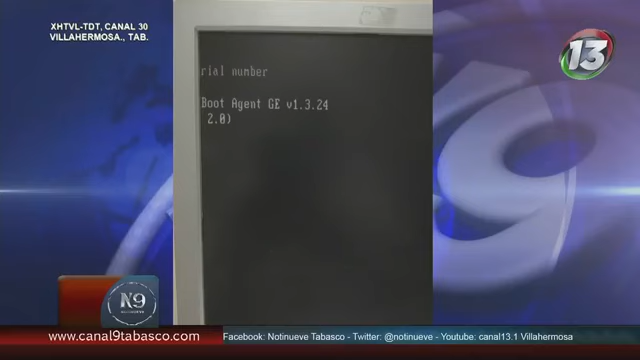 XHTVL-TDT, CANAL 30
VILLAHERMOSA., TAB.
13
rial number
Boot Agent GE v1.3.24
2.0)
9
N9
www.canal9tabasco.com
Facebook: Notinueve Tabasco - Twitter: @notinueve - Youtube: canal13.1 Villahermosa